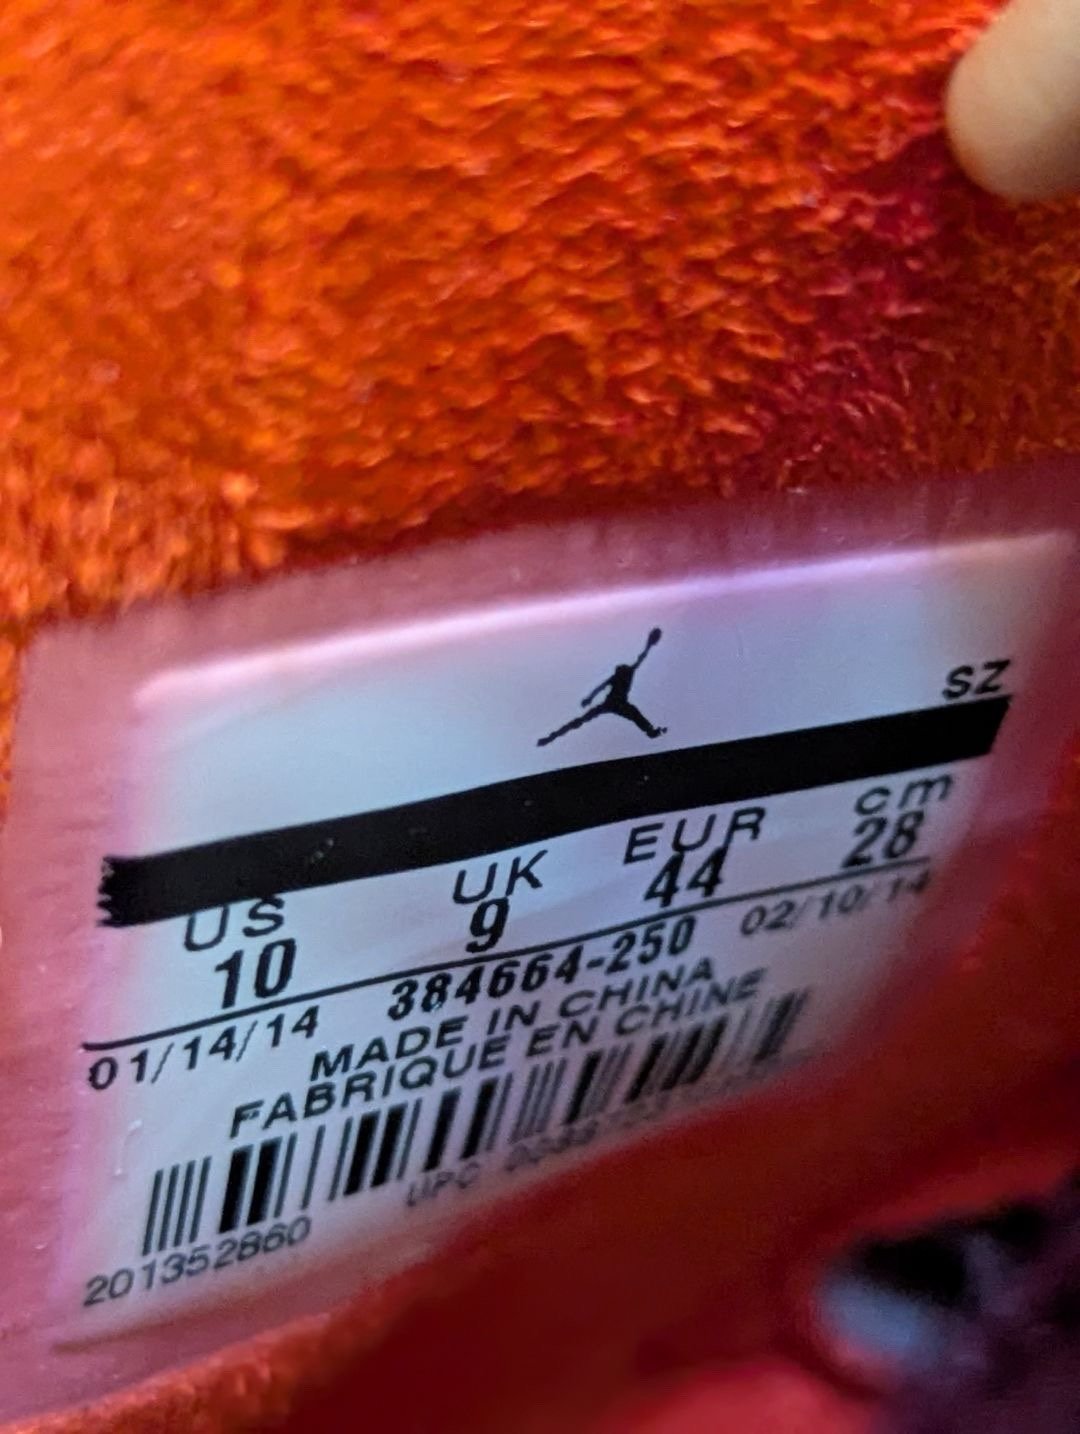 SZ
US UK EUR cm
10 9 44 28
01/14/14 384664-250 02/10/14
MADE IN CHINA
FABRIQUE EN CHINE
UPC
201352860